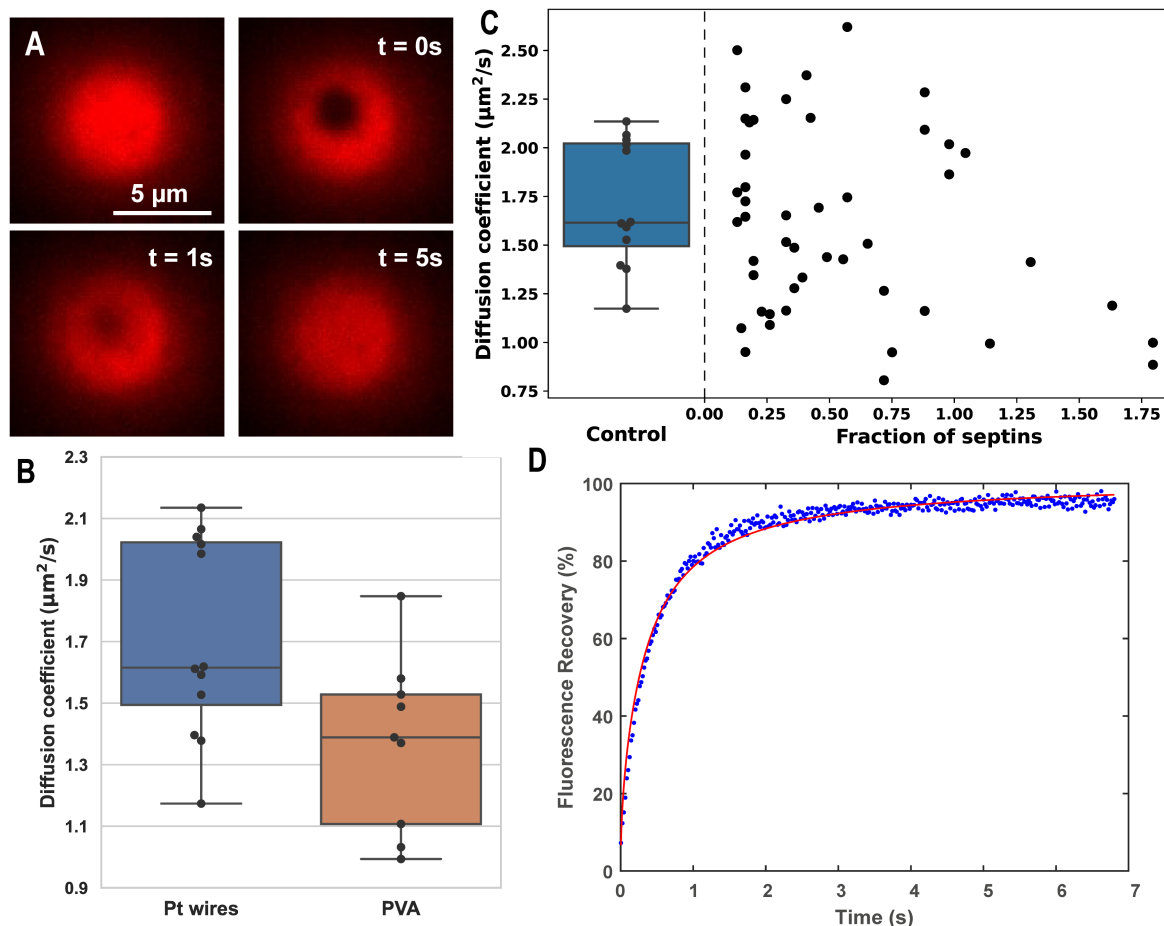 A
t = 0s
5 µm
t = 1s
t = 5s
C
Diffusion coefficient (µm²/s)
2.50
2.25
2.00
1.75
1.50
1.25
1.00
0.75
0.00 0.25 0.50 0.75 1.00 1.25 1.50 1.75
Control
Fraction of septins
B
Diffusion coefficient (µm²/s)
2.3
2.1
1.9
1.7
1.5
1.3
1.1
0.9
Pt wires PVA
D
Fluorescence Recovery (%)
100
80
60
40
20
0
0 1 2 3 4 5 6 7
Time (s)